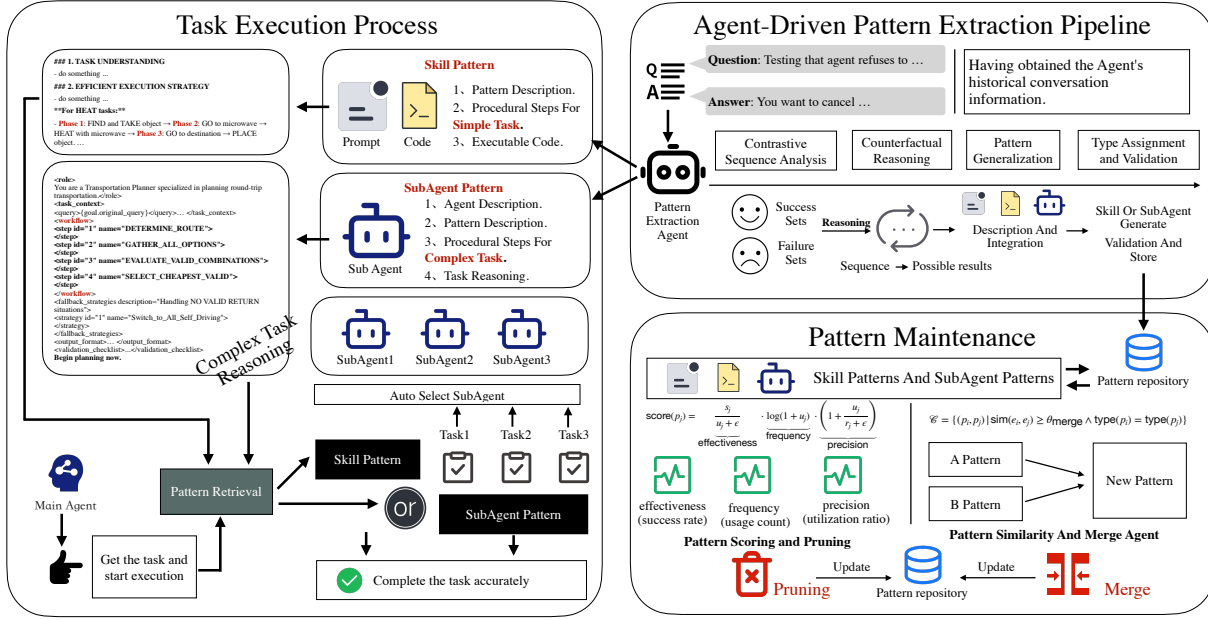 Task Execution Process
### 1. TASK UNDERSTANDING
- do something ...
### 2. EFFICIENT EXECUTION STRATEGY
- do something ...
**For HEAT tasks:**
- Phase 1: FIND and TAKE object → Phase 2: GO to microwave →
HEAT with microwave → Phase 3: GO to destination → PLACE
object. …
Skill Pattern
Prompt
Code
1、Pattern Description.
2、Procedural Steps For
Simple Task.
3、Executable Code.
<role>
You are a Transportation Planner specialized in planning round-trip
transportation.</role>
<task_context>
<query>{goal.original_query}</query>… </task_context>
<workflow>
<step id="1" name="DETERMINE_ROUTE">
</step>
<step id="2" name="GATHER_ALL_OPTIONS">
</step>
<step id="3" name="EVALUATE_VALID_COMBINATIONS">
</step>
<step id="4" name="SELECT_CHEAPEST_VALID">
</step>
</workflow>
<fallback_strategies description="Handling NO VALID RETURN
situations">
<strategy id="1" name="Switch_to_All_Self_Driving">
</strategy>
</fallback_strategies>
<output_format>… </output_format>
<validation_checklist>...</validation_checklist>
Begin planning now.
SubAgent Pattern
Sub Agent
1、Agent Description.
2、Pattern Description.
3、Procedural Steps For
Complex Task.
4、Task Reasoning.
SubAgent1
SubAgent2
SubAgent3
Complex Task
Reasoning
Auto Select SubAgent
Task1
Task2
Task3
Main Agent
Pattern Retrieval
Skill Pattern
or
SubAgent Pattern
Get the task and
start execution
Complete the task accurately
Agent-Driven Pattern Extraction Pipeline
Q
A
Question: Testing that agent refuses to …
Answer: You want to cancel …
Having obtained the Agent's
historical conversation
information.
Pattern
Extraction
Agent
Contrastive
Sequence Analysis
Counterfactual
Reasoning
Pattern
Generalization
Type Assignment
and Validation
Success
Sets
Failure
Sets
Reasoning
Sequence → Possible results
Description And
Integration
Skill Or SubAgent
Generate
Validation And
Store
Pattern Maintenance
Skill Patterns And SubAgent Patterns
Pattern repository
score(p_j) = s_j / (u_j + ϵ) · log(1 + u_j) · (1 + u_j / (r_j + ϵ))
effectiveness
frequency
precision
𝒞 = {(p_i, p_j) | sim(e_i, e_j) ≥ θ_merge ∧ type(p_i) = type(p_j)}
effectiveness
(success rate)
frequency
(usage count)
precision
(utilization ratio)
A Pattern
B Pattern
New Pattern
Pattern Scoring and Pruning
Pattern Similarity And Merge Agent
Pruning
Update
Pattern repository
Update
Merge